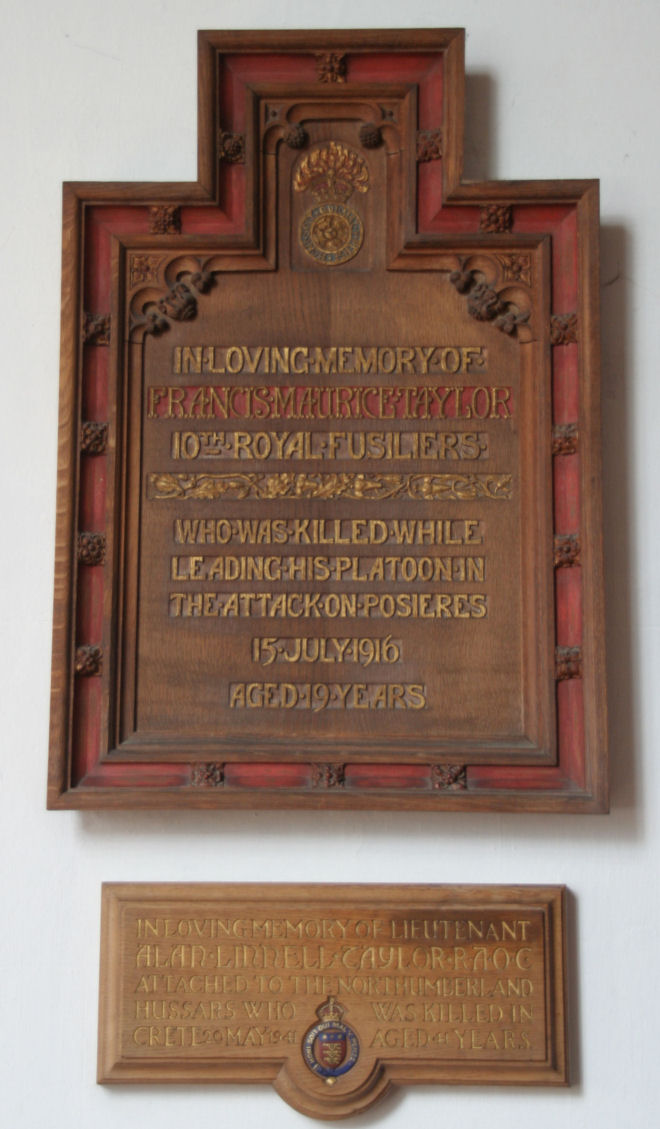 IN·LOVING·MEMORY·OF·
FRANCIS·MAURICE·TAYLOR
10TH·ROYAL·FUSILIERS·
WHO·WAS·KILLED·WHILE
LEADING·HIS·PLATOON·IN
THE·ATTACK·ON·POSIERES
15·JULY·1916
AGED·19·YEARS
IN·LOVING·MEMORY·OF·LIEUTENANT
ALAN·LINNELL·TAYLOR·RAOC
ATTACHED TO THE NORTHUMBERLAND
HUSSARS WHO WAS KILLED IN
CRETE 20 MAY 1941 AGED YEARS